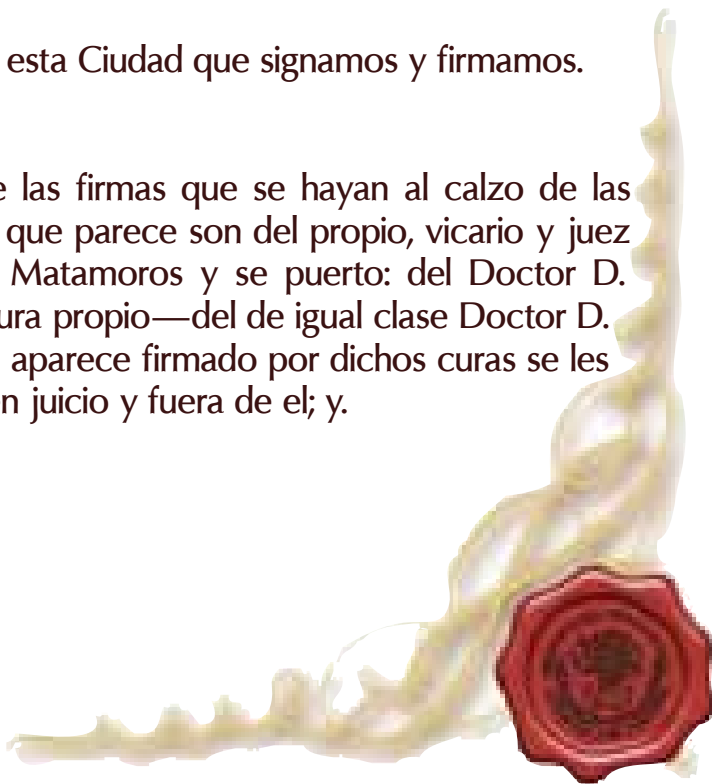 esta Ciudad que signamos y firmamos.
las firmas que se hayan al calzo de las
que parece son del propio, vicario y juez
Matamoros y se puerto: del Doctor D.
propio—del de igual clase Doctor D.
aparece firmado por dichos curas se les
juicio y fuera de el; y.